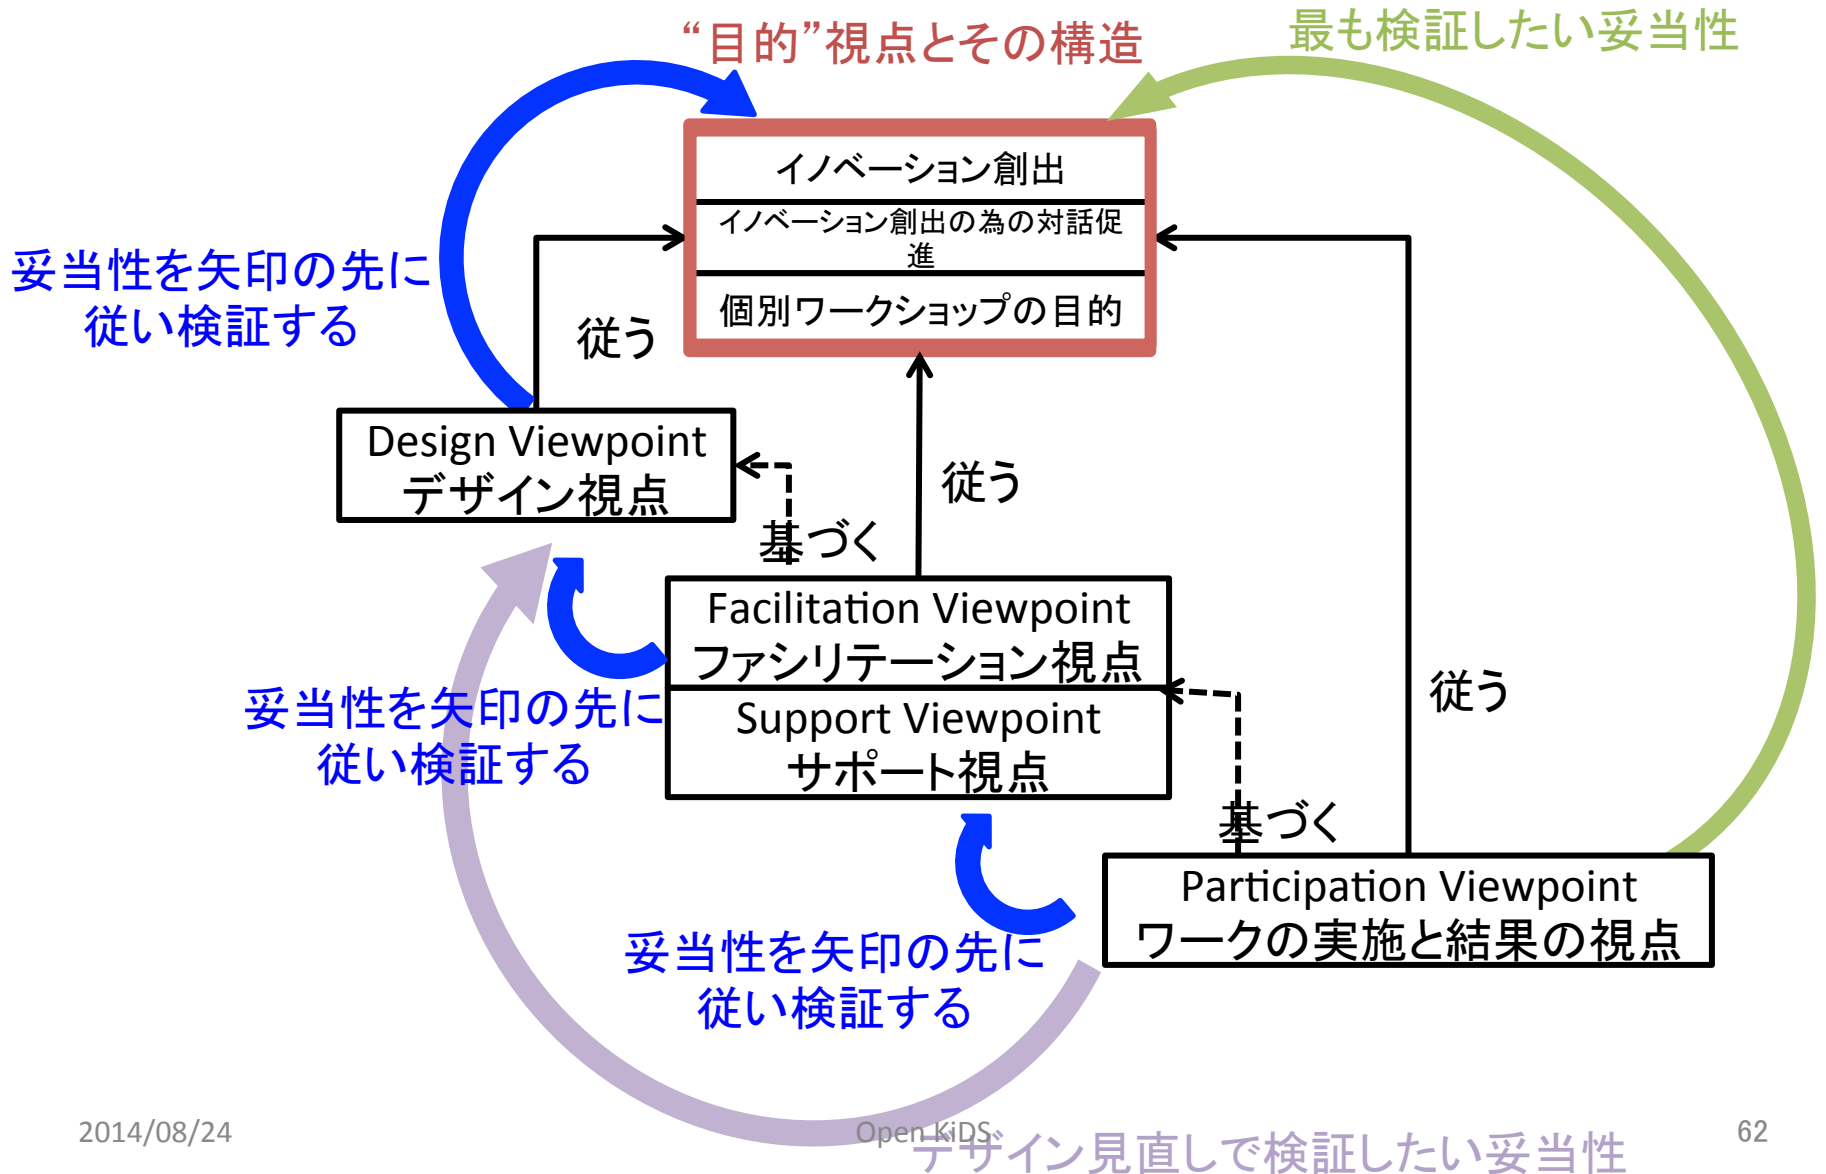 “目的”視点とその構造
最も検証したい妥当性
イノベーション創出
イノベーション創出の為の対話促
進
個別ワークショップの目的
妥当性を矢印の先に
従い検証する
従う
Design Viewpoint
デザイン視点
従う
基づく
Facilitation Viewpoint
ファシリテーション視点
Support Viewpoint
サポート視点
従う
妥当性を矢印の先に
従い検証する
基づく
Participation Viewpoint
ワークの実施と結果の視点
妥当性を矢印の先に
従い検証する
2014/08/24
Open KiDS
62
デザイン見直しで検証したい妥当性